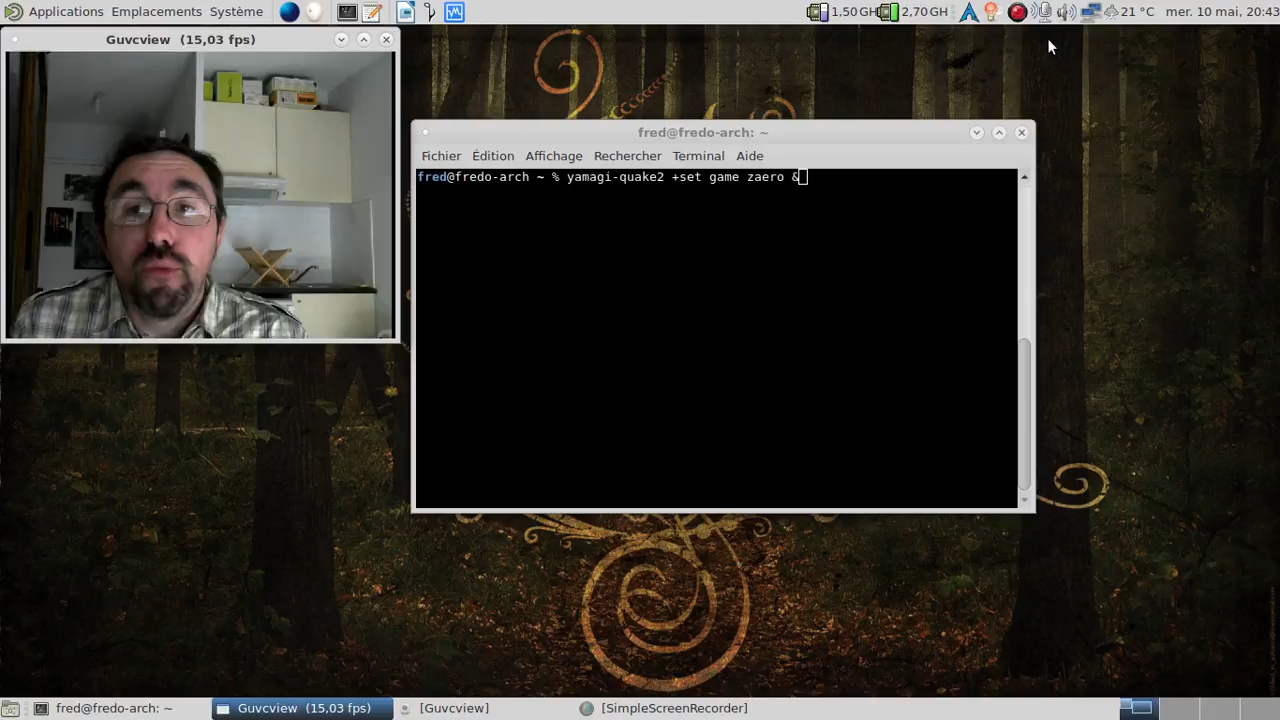 Applications Emplacements Système 1,50 GH 2,70 GH 21 °C mer. 10 mai, 20:43
Guvcview (15,03 fps)
fred@fredo-arch: ~
Fichier Édition Affichage Rechercher Terminal Aide
fred@fredo-arch ~ % yamagi-quake2 +set game zaero &
fred@fredo-arch: ~ Guvcview (15,03 fps) [Guvcview] [SimpleScreenRecorder]